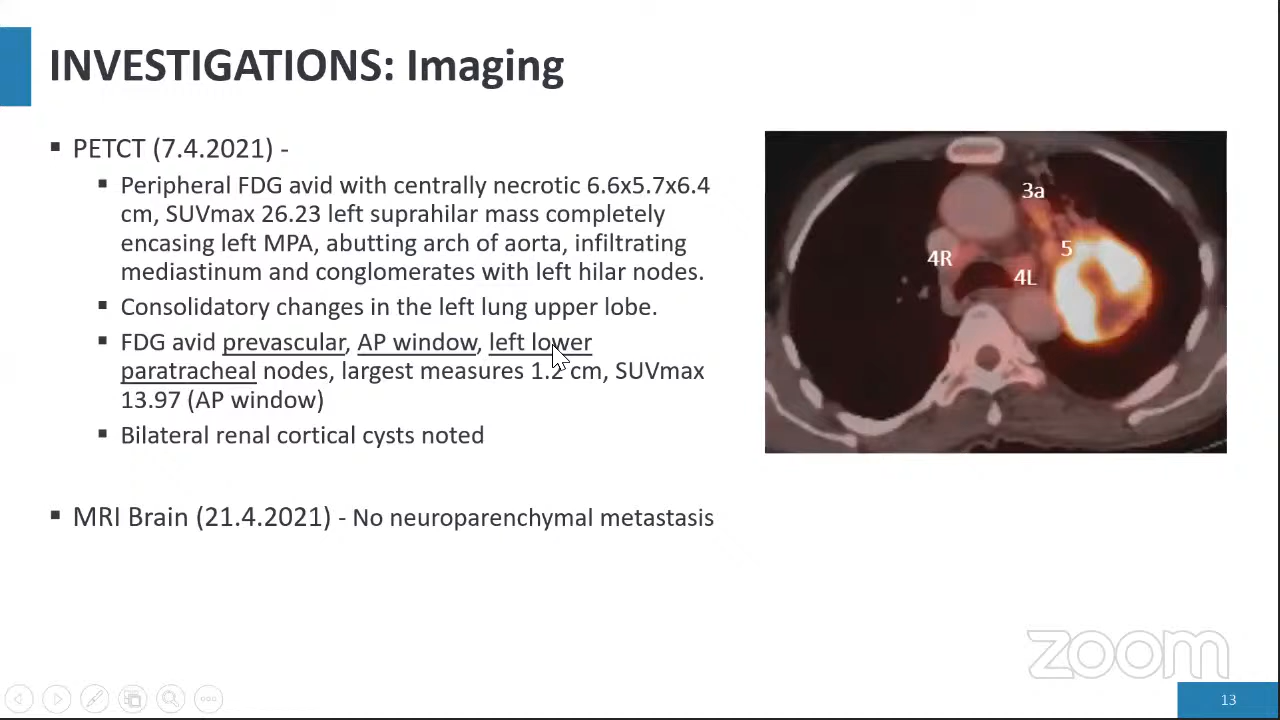 INVESTIGATIONS: Imaging
▪ PETCT (7.4.2021) -
▪ Peripheral FDG avid with centrally necrotic 6.6x5.7x6.4
cm, SUVmax 26.23 left suprahilar mass completely
encasing left MPA, abutting arch of aorta, infiltrating
mediastinum and conglomerates with left hilar nodes.
▪ Consolidatory changes in the left lung upper lobe.
▪ FDG avid prevascular, AP window, left lower
paratracheal nodes, largest measures 1.2 cm, SUVmax
13.97 (AP window)
▪ Bilateral renal cortical cysts noted
▪ MRI Brain (21.4.2021) - No neuroparenchymal metastasis
3a
5
4R
4L
zoom
13